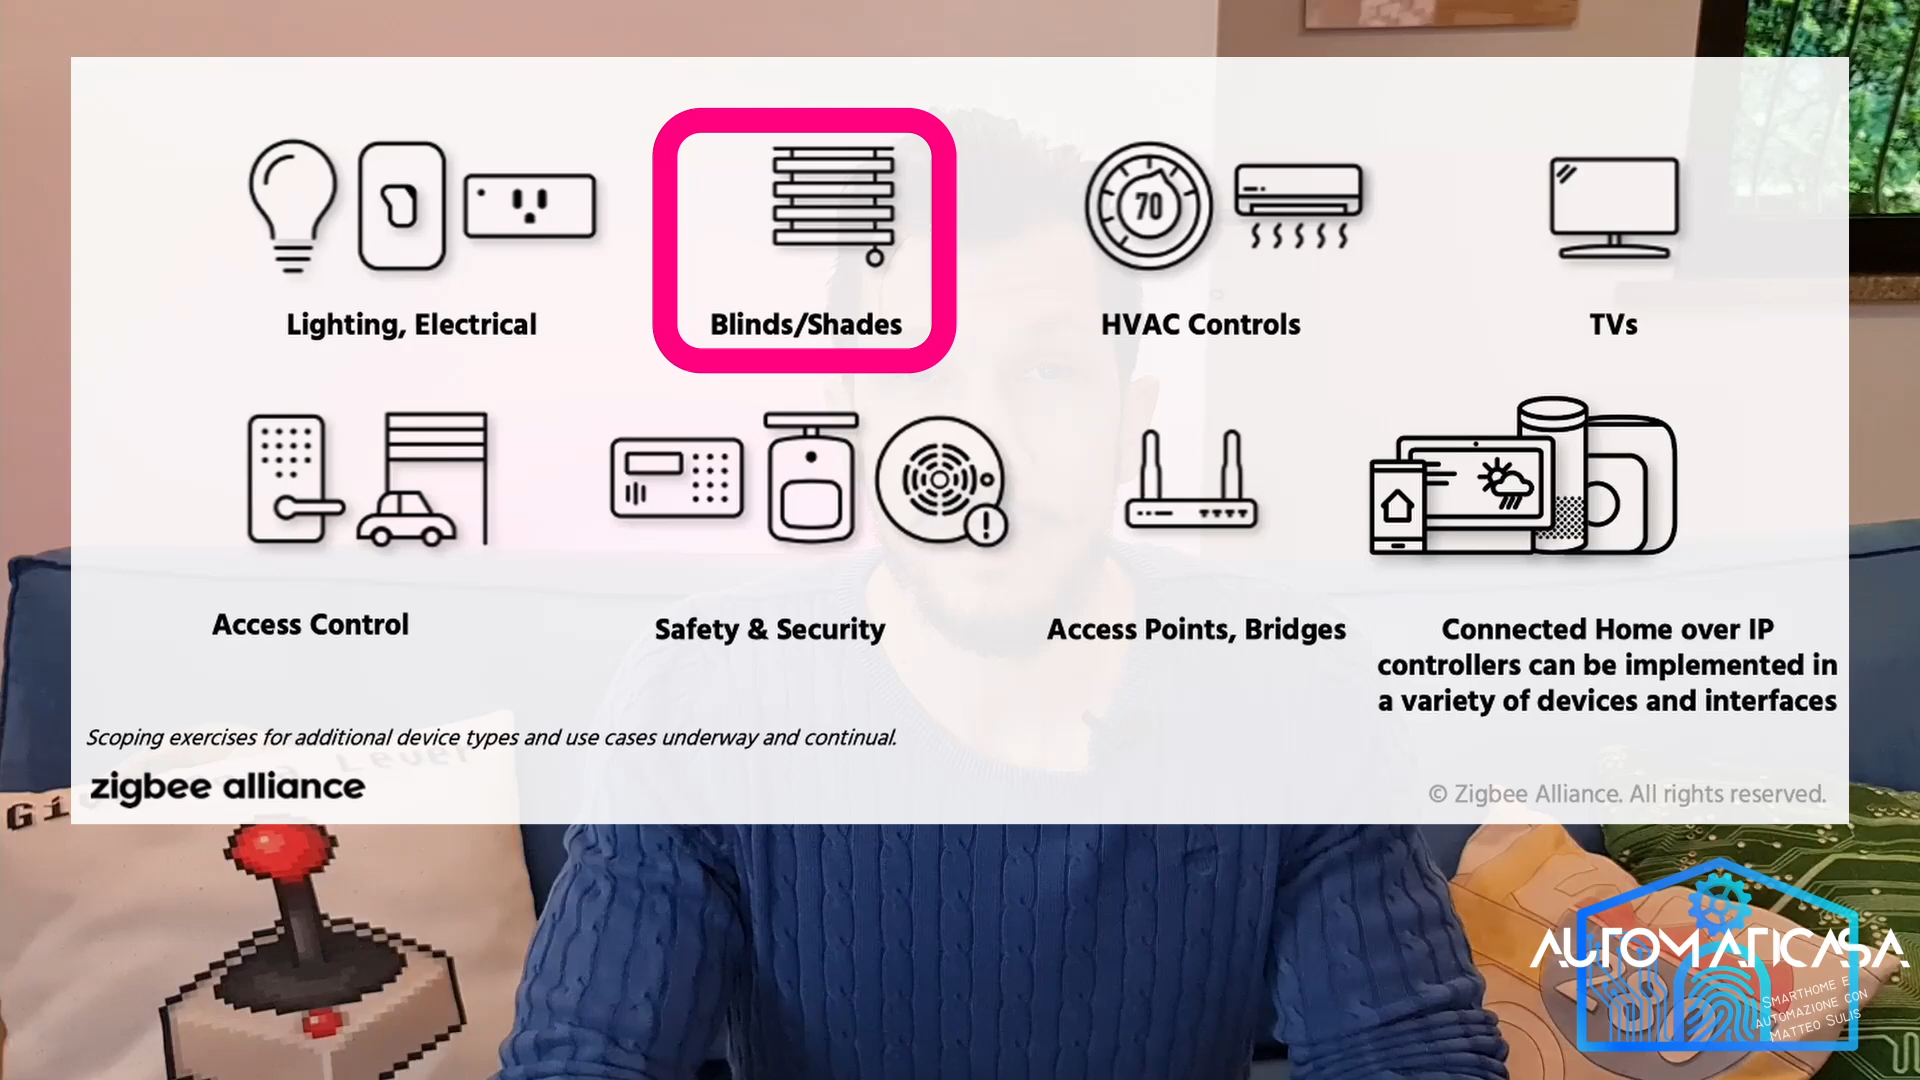 70
Lighting, Electrical
Blinds/Shades
HVAC Controls
TVs
Access Control
Safety & Security
Access Points, Bridges
Connected Home over IP
controllers can be implemented in
a variety of devices and interfaces
Scoping exercises for additional device types and use cases underway and continual.
zigbee alliance
© Zigbee Alliance. All rights reserved.
Gi
Level
AUTOMATICASA
SMARTHOME E
AUTOMAZIONE CON
MATTEO SULIS